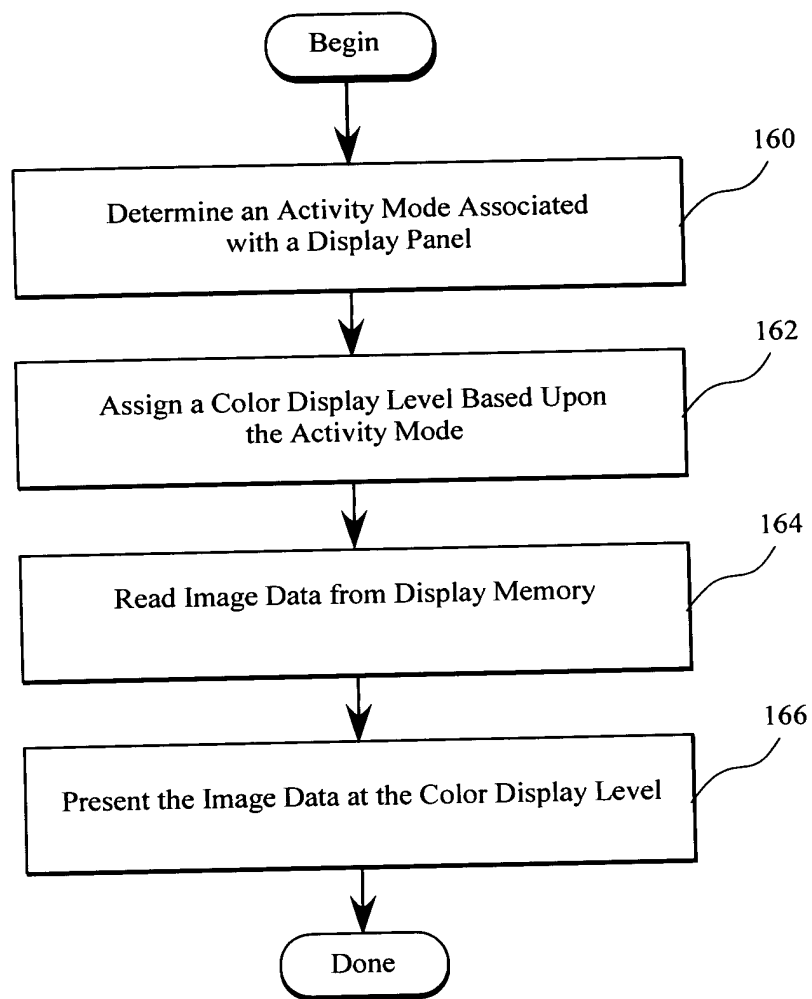 Begin
160
Determine an Activity Mode Associated
with a Display Panel
162
Assign a Color Display Level Based Upon
the Activity Mode
164
Read Image Data from Display Memory
166
Present the Image Data at the Color Display Level
Done